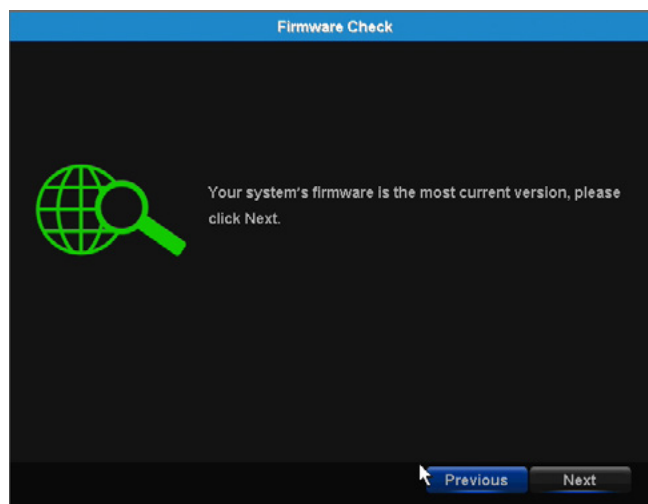 Firmware Check
Your system's firmware is the most current version, please
click Next.
Previous
Next